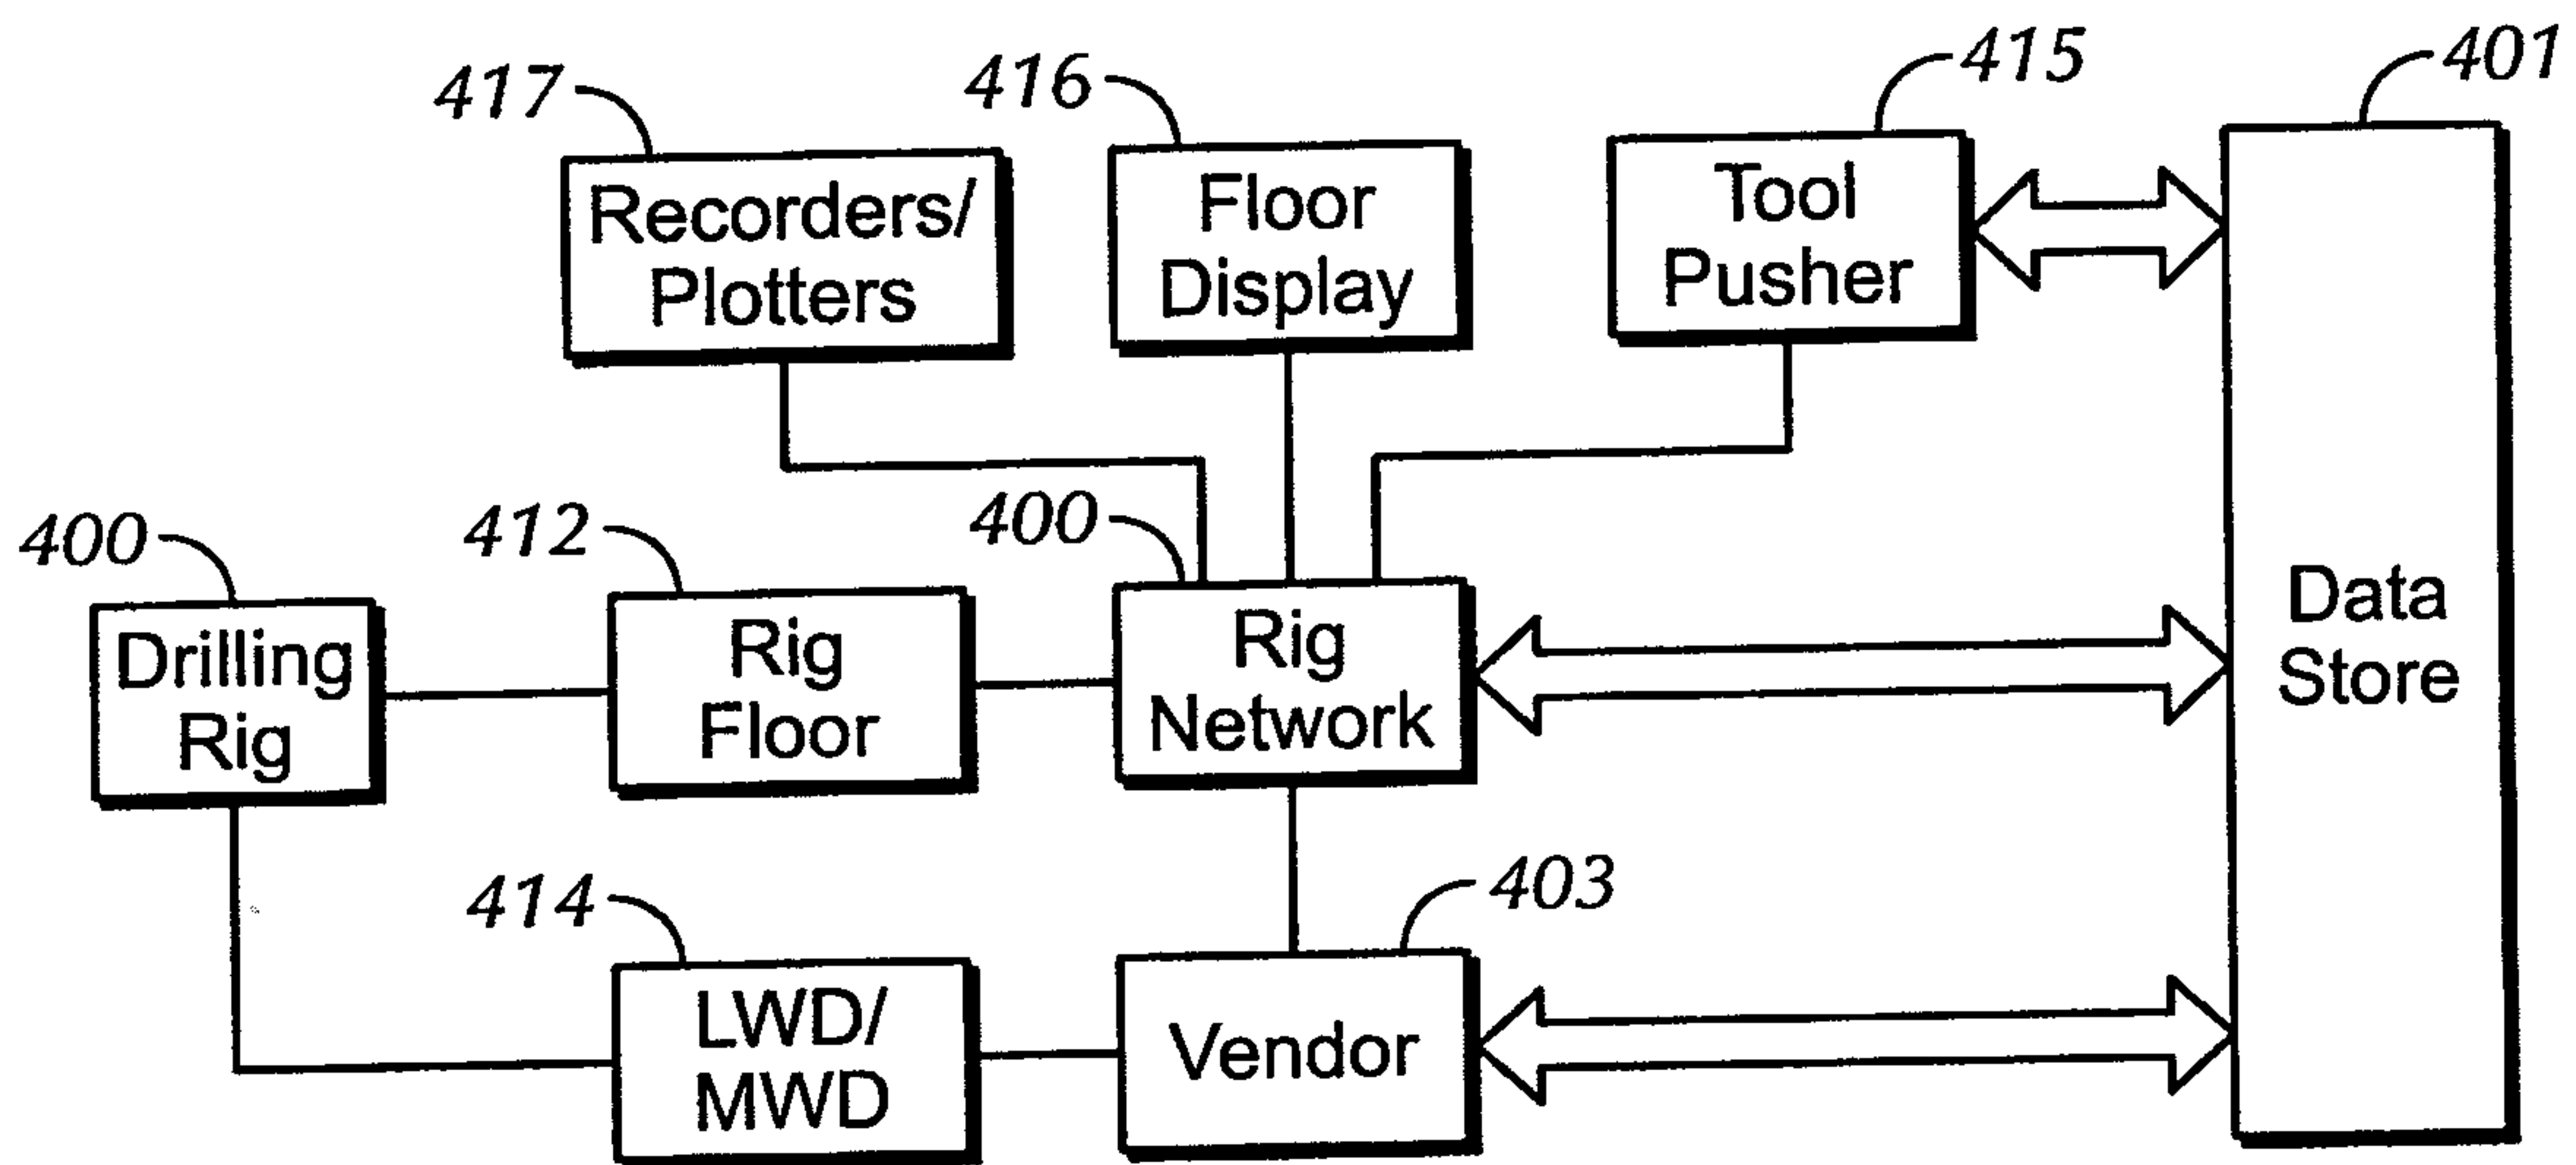 417
416
415
401
Recorders/
Plotters
Floor
Display
Tool
Pusher
400
412
400
Drilling
Rig
Rig
Floor
Rig
Network
Data
Store
414
403
LWD/
MWD
Vendor